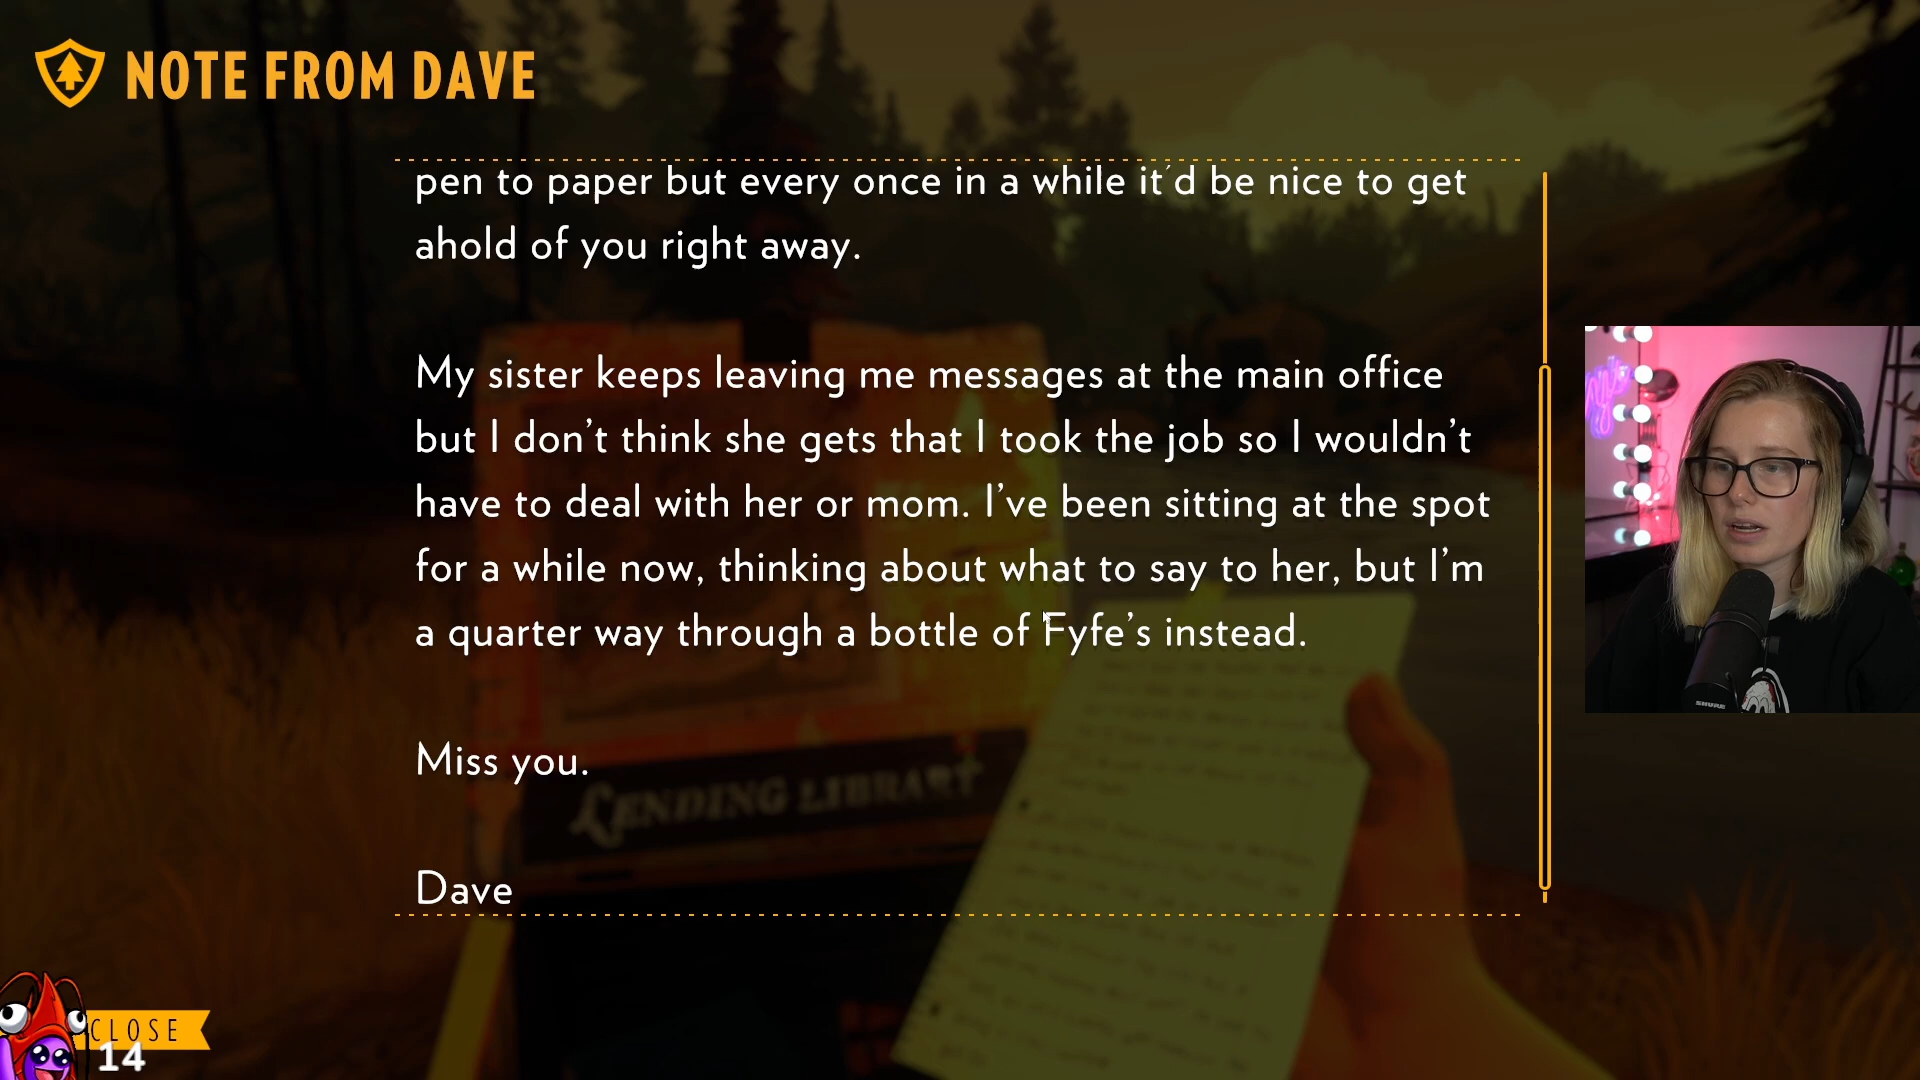 NOTE FROM DAVE
pen to paper but every once in a while it'd be nice to get
ahold of you right away.
My sister keeps leaving me messages at the main office
but I don't think she gets that I took the job so I wouldn't
have to deal with her or mom. I've been sitting at the spot
for a while now, thinking about what to say to her, but I'm
a quarter way through a bottle of Fyfe's instead.
Miss you.
LENDING LIBRARY
Dave
CLOSE
14
SHURE